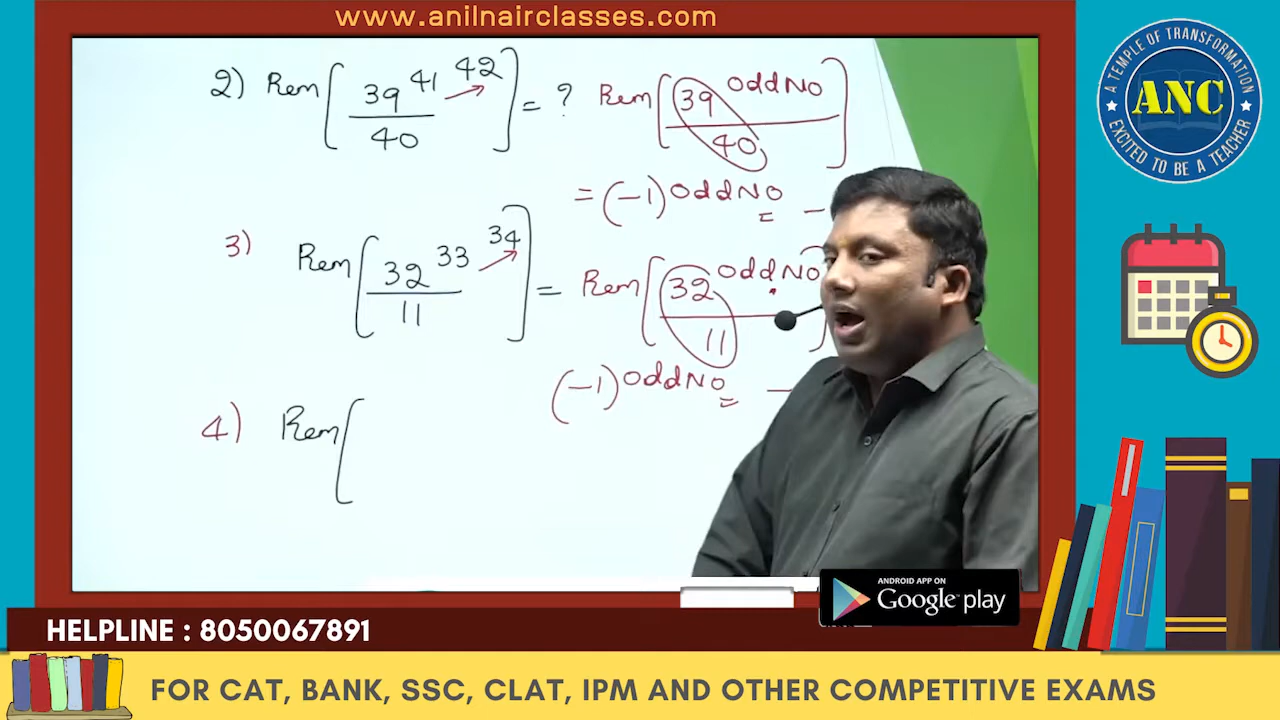 www.anilnairclasses.com
2) Rem[ 39^41^42 / 40 ] = ? Rem[ 39^OddNo / 40 ]
= (-1)^OddNo -
3) Rem[ 32^33^34 / 11 ] = Rem[ 32^OddNo / 11 ]
(-1)^OddNo -
4) Rem[
A TEMPLE OF TRANSFORMATION
ANC
EXCITED TO BE A TEACHER
ANDROID APP ON
Google play
HELPLINE : 8050067891
FOR CAT, BANK, SSC, CLAT, IPM AND OTHER COMPETITIVE EXAMS